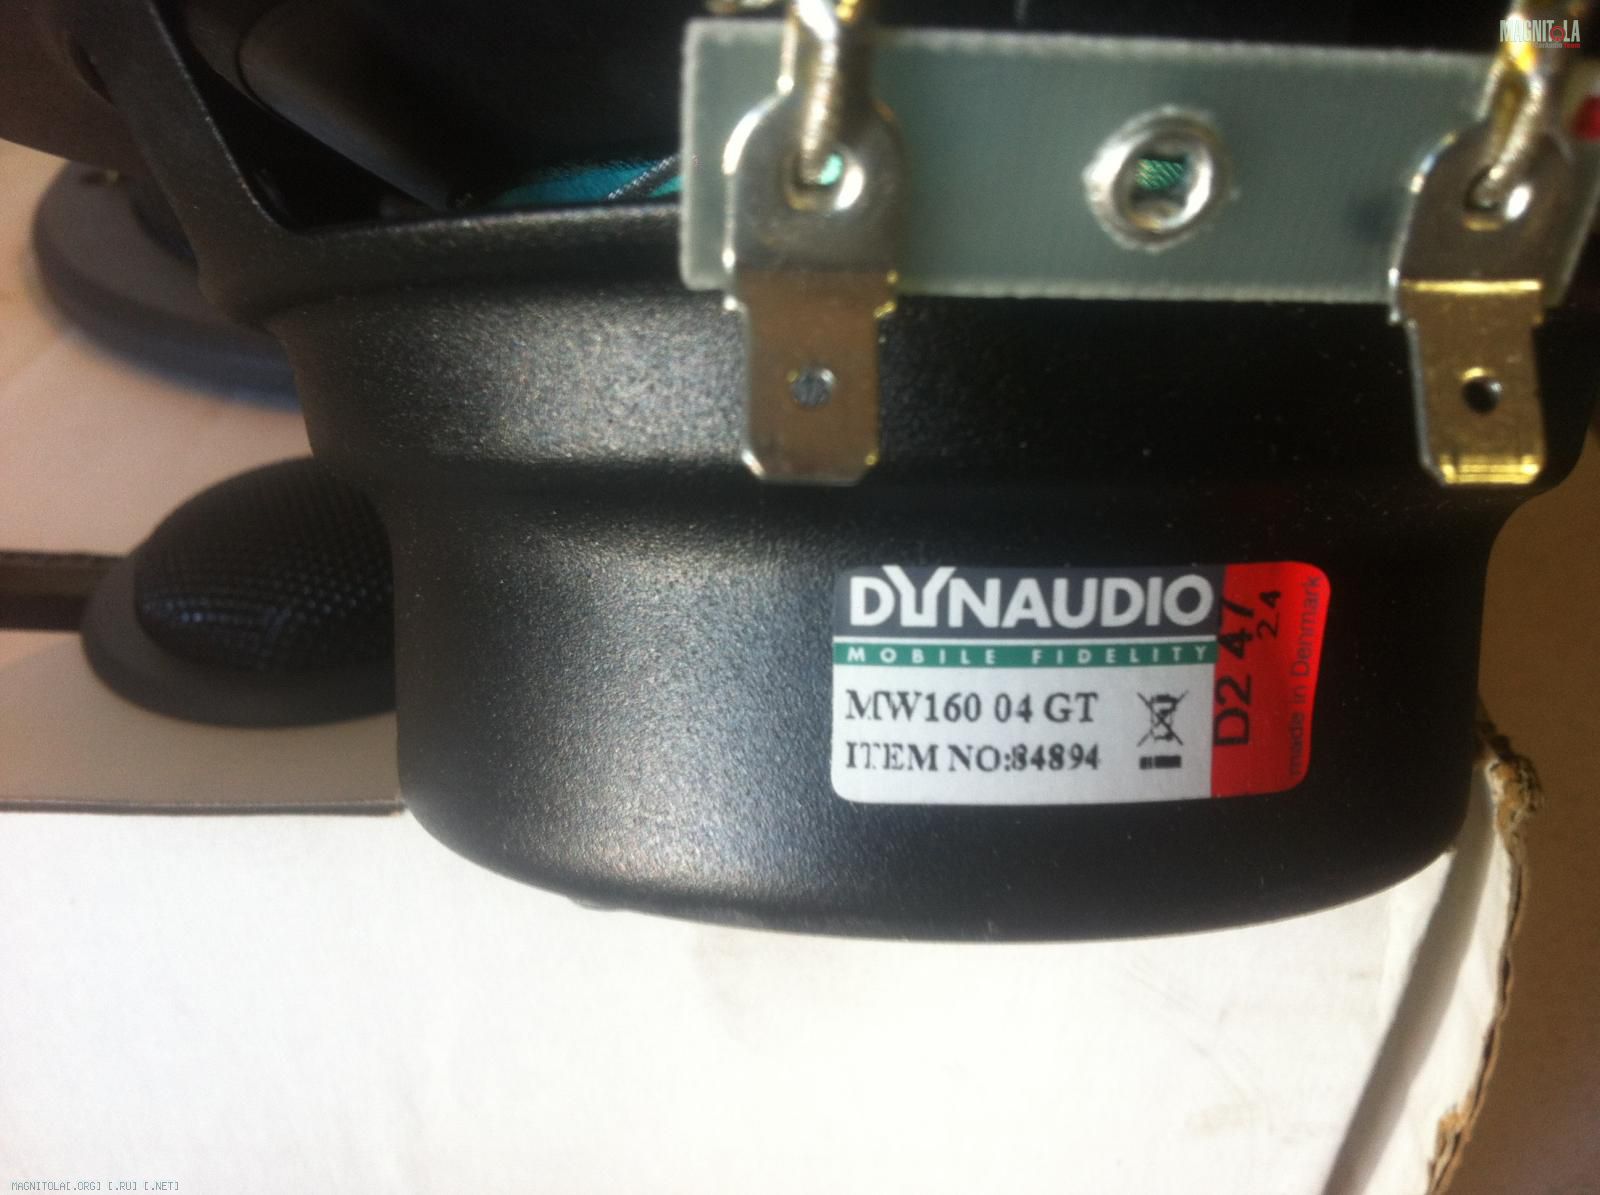 MAGNITOLA
DYNAUDIO
MOBILE FIDELITY
MW160 04 GT
ITEM NO:84894
D2 47
2.4
made in Denmark
MAGNITOLA[.ORG] [.RU] [.NET]